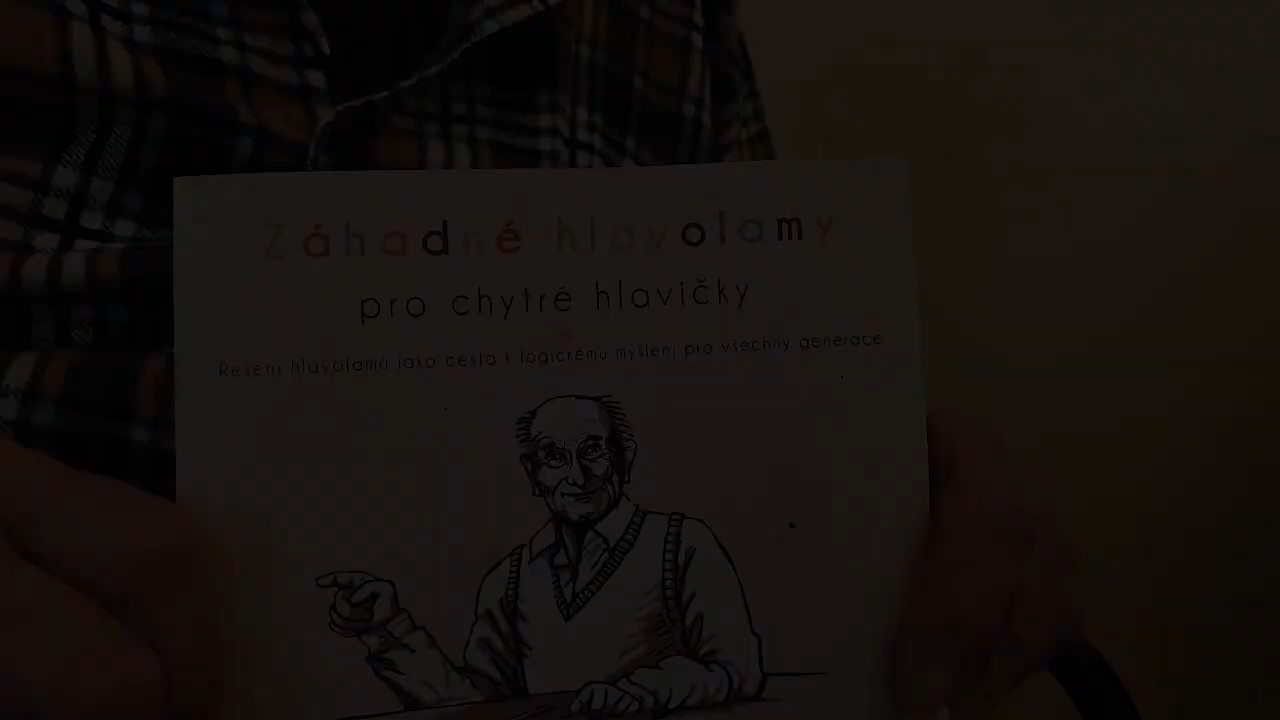 Záhadné hlavolamy
pro chytré hlavičky
Řešení hlavolamů jako cesta k logickému myšlení pro všechny generace